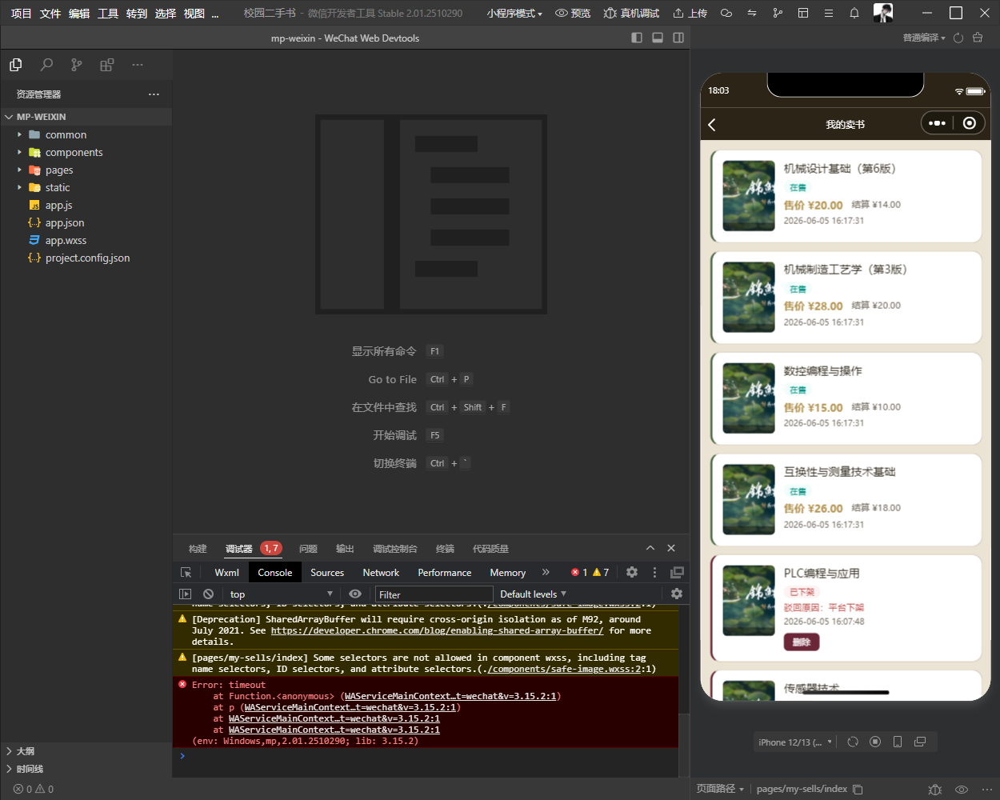 项目 文件 编辑 工具 转到 选择 视图 ... 校园二手书 - 微信开发者工具 Stable 2.01.2510290 小程序模式 预览 真机调试 上传
mp-weixin - WeChat Web Devtools
普通编译
资源管理器
MP-WEIXIN
common
components
pages
static
app.js
app.json
app.wxss
project.config.json
大纲
时间线
显示所有命令 F1
Go to File Ctrl + P
在文件中查找 Ctrl + Shift + F
开始调试 F5
切换终端 Ctrl + `
构建 调试器 1, 7 问题 输出 调试控制台 终端 代码质量
Wxml Console Sources Network Performance Memory 1 7
top Filter Default levels
name selectors, ID selectors, and attribute selectors.(./components/safe-image.wxss:2:1)
[Deprecation] SharedArrayBuffer will require cross-origin isolation as of M92, around
July 2021. See https://developer.chrome.com/blog/enabling-shared-array-buffer/ for more
details.
[pages/my-sells/index] Some selectors are not allowed in component wxss, including tag
name selectors, ID selectors, and attribute selectors.(./components/safe-image.wxss:2:1)
Error: timeout
at Function.<anonymous> (WAServiceMainContext…t=wechat&v=3.15.2:1)
at p (WAServiceMainContext…t=wechat&v=3.15.2:1)
at WAServiceMainContext…t=wechat&v=3.15.2:1
at WAServiceMainContext…t=wechat&v=3.15.2:1
(env: Windows,mp,2.01.2510290; lib: 3.15.2)
18:03
我的卖书
机械设计基础（第6版）
在售
售价 ¥20.00 结算 ¥14.00
2026-06-05 16:17:31
机械制造工艺学（第3版）
在售
售价 ¥28.00 结算 ¥20.00
2026-06-05 16:17:31
数控编程与操作
在售
售价 ¥15.00 结算 ¥10.00
2026-06-05 16:17:31
互换性与测量技术基础
在售
售价 ¥26.00 结算 ¥18.00
2026-06-05 16:17:31
PLC编程与应用
已下架
驳回原因：平台下架
2026-06-05 16:07:48
删除
传感器技术
iPhone 12/13 (...
0 0
页面路径 pages/my-sells/index